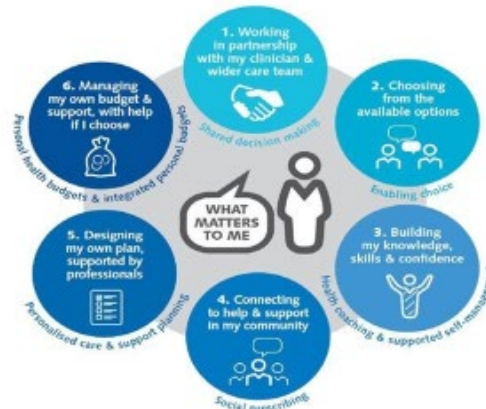 1. Working
in partnership
with my clinician &
wider care team
Shared decision making
2. Choosing
from the
available options
Enabling choice
3. Building
my knowledge,
skills & confidence
Health coaching & supported
4. Connecting
to help & support
in my community
Social prescribing
5. Designing
my own plan,
supported by
professionals
Personalised care & support planning
6. Managing
my own budget &
support, with help
if I choose
Personal health budgets & integrated personal budgets
WHAT
MATTERS
TO ME